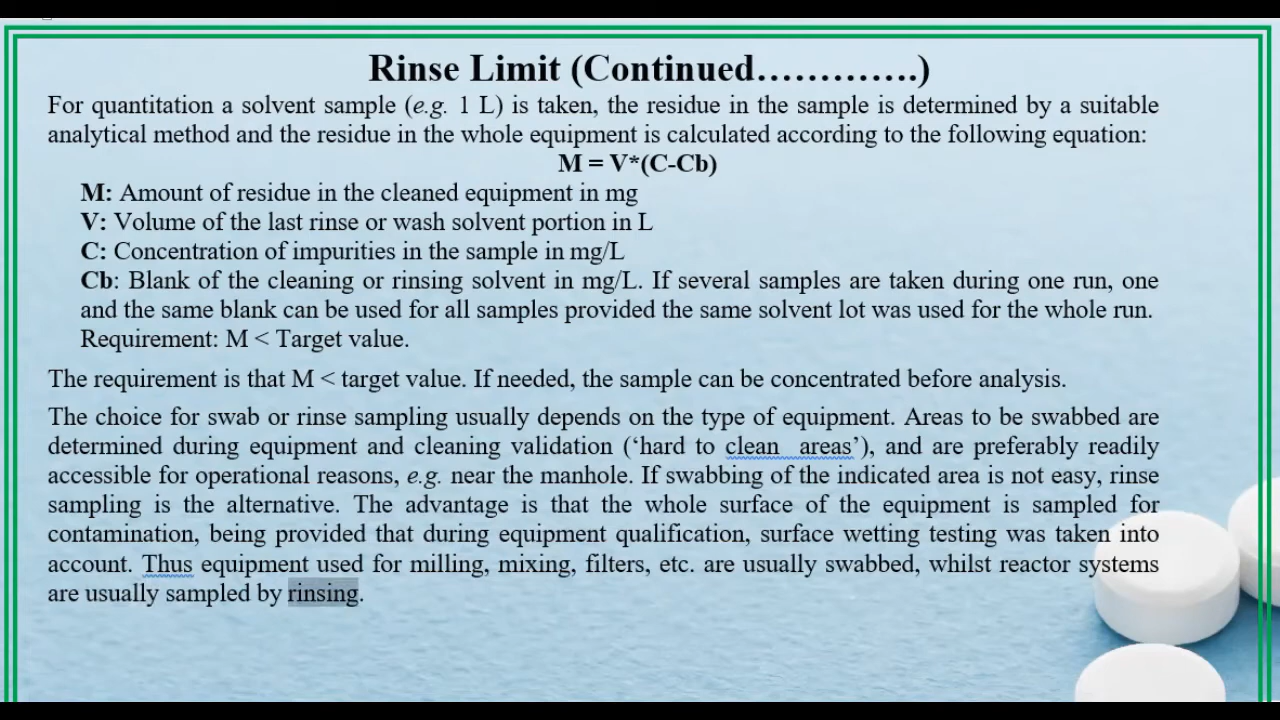 Rinse Limit (Continued………….)
For quantitation a solvent sample (e.g. 1 L) is taken, the residue in the sample is determined by a suitable
analytical method and the residue in the whole equipment is calculated according to the following equation:
M = V*(C-Cb)
M: Amount of residue in the cleaned equipment in mg
V: Volume of the last rinse or wash solvent portion in L
C: Concentration of impurities in the sample in mg/L
Cb: Blank of the cleaning or rinsing solvent in mg/L. If several samples are taken during one run, one
and the same blank can be used for all samples provided the same solvent lot was used for the whole run.
Requirement: M < Target value.
The requirement is that M < target value. If needed, the sample can be concentrated before analysis.
The choice for swab or rinse sampling usually depends on the type of equipment. Areas to be swabbed are
determined during equipment and cleaning validation (‘hard to clean areas’), and are preferably readily
accessible for operational reasons, e.g. near the manhole. If swabbing of the indicated area is not easy, rinse
sampling is the alternative. The advantage is that the whole surface of the equipment is sampled for
contamination, being provided that during equipment qualification, surface wetting testing was taken into
account. Thus equipment used for milling, mixing, filters, etc. are usually swabbed, whilst reactor systems
are usually sampled by rinsing.